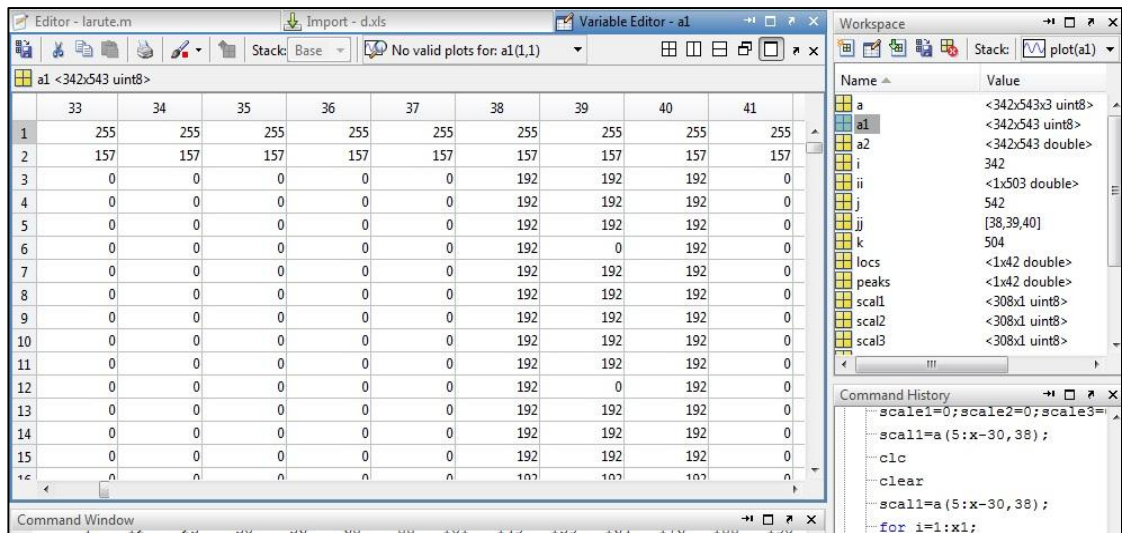 Editor - larute.m
Import - d.xls
Variable Editor - a1
Stack: Base
No valid plots for: a1(1,1)
a1 <342x543 uint8>
33 34 35 36 37 38 39 40 41
1 255 255 255 255 255 255 255 255 255
2 157 157 157 157 157 157 157 157 157
3 0 0 0 0 0 192 192 192 0
4 0 0 0 0 0 192 192 192 0
5 0 0 0 0 0 192 192 192 0
6 0 0 0 0 0 192 0 192 0
7 0 0 0 0 0 192 192 192 0
8 0 0 0 0 0 192 192 192 0
9 0 0 0 0 0 192 192 192 0
10 0 0 0 0 0 192 192 192 0
11 0 0 0 0 0 192 192 192 0
12 0 0 0 0 0 192 0 192 0
13 0 0 0 0 0 192 192 192 0
14 0 0 0 0 0 192 192 192 0
15 0 0 0 0 0 192 192 192 0
16 0 0 0 0 0 192 192 192 0
Command Window
Workspace
Stack: plot(a1)
Name Value
a <342x543x3 uint8>
a1 <342x543 uint8>
a2 <342x543 double>
i 342
ii <1x503 double>
j 542
jj [38,39,40]
k 504
locs <1x42 double>
peaks <1x42 double>
scal1 <308x1 uint8>
scal2 <308x1 uint8>
scal3 <308x1 uint8>
Command History
scale1=0;scale2=0;scale3=
scal1=a(5:x-30,38);
clc
clear
scal1=a(5:x-30,38);
for i=1:x1;